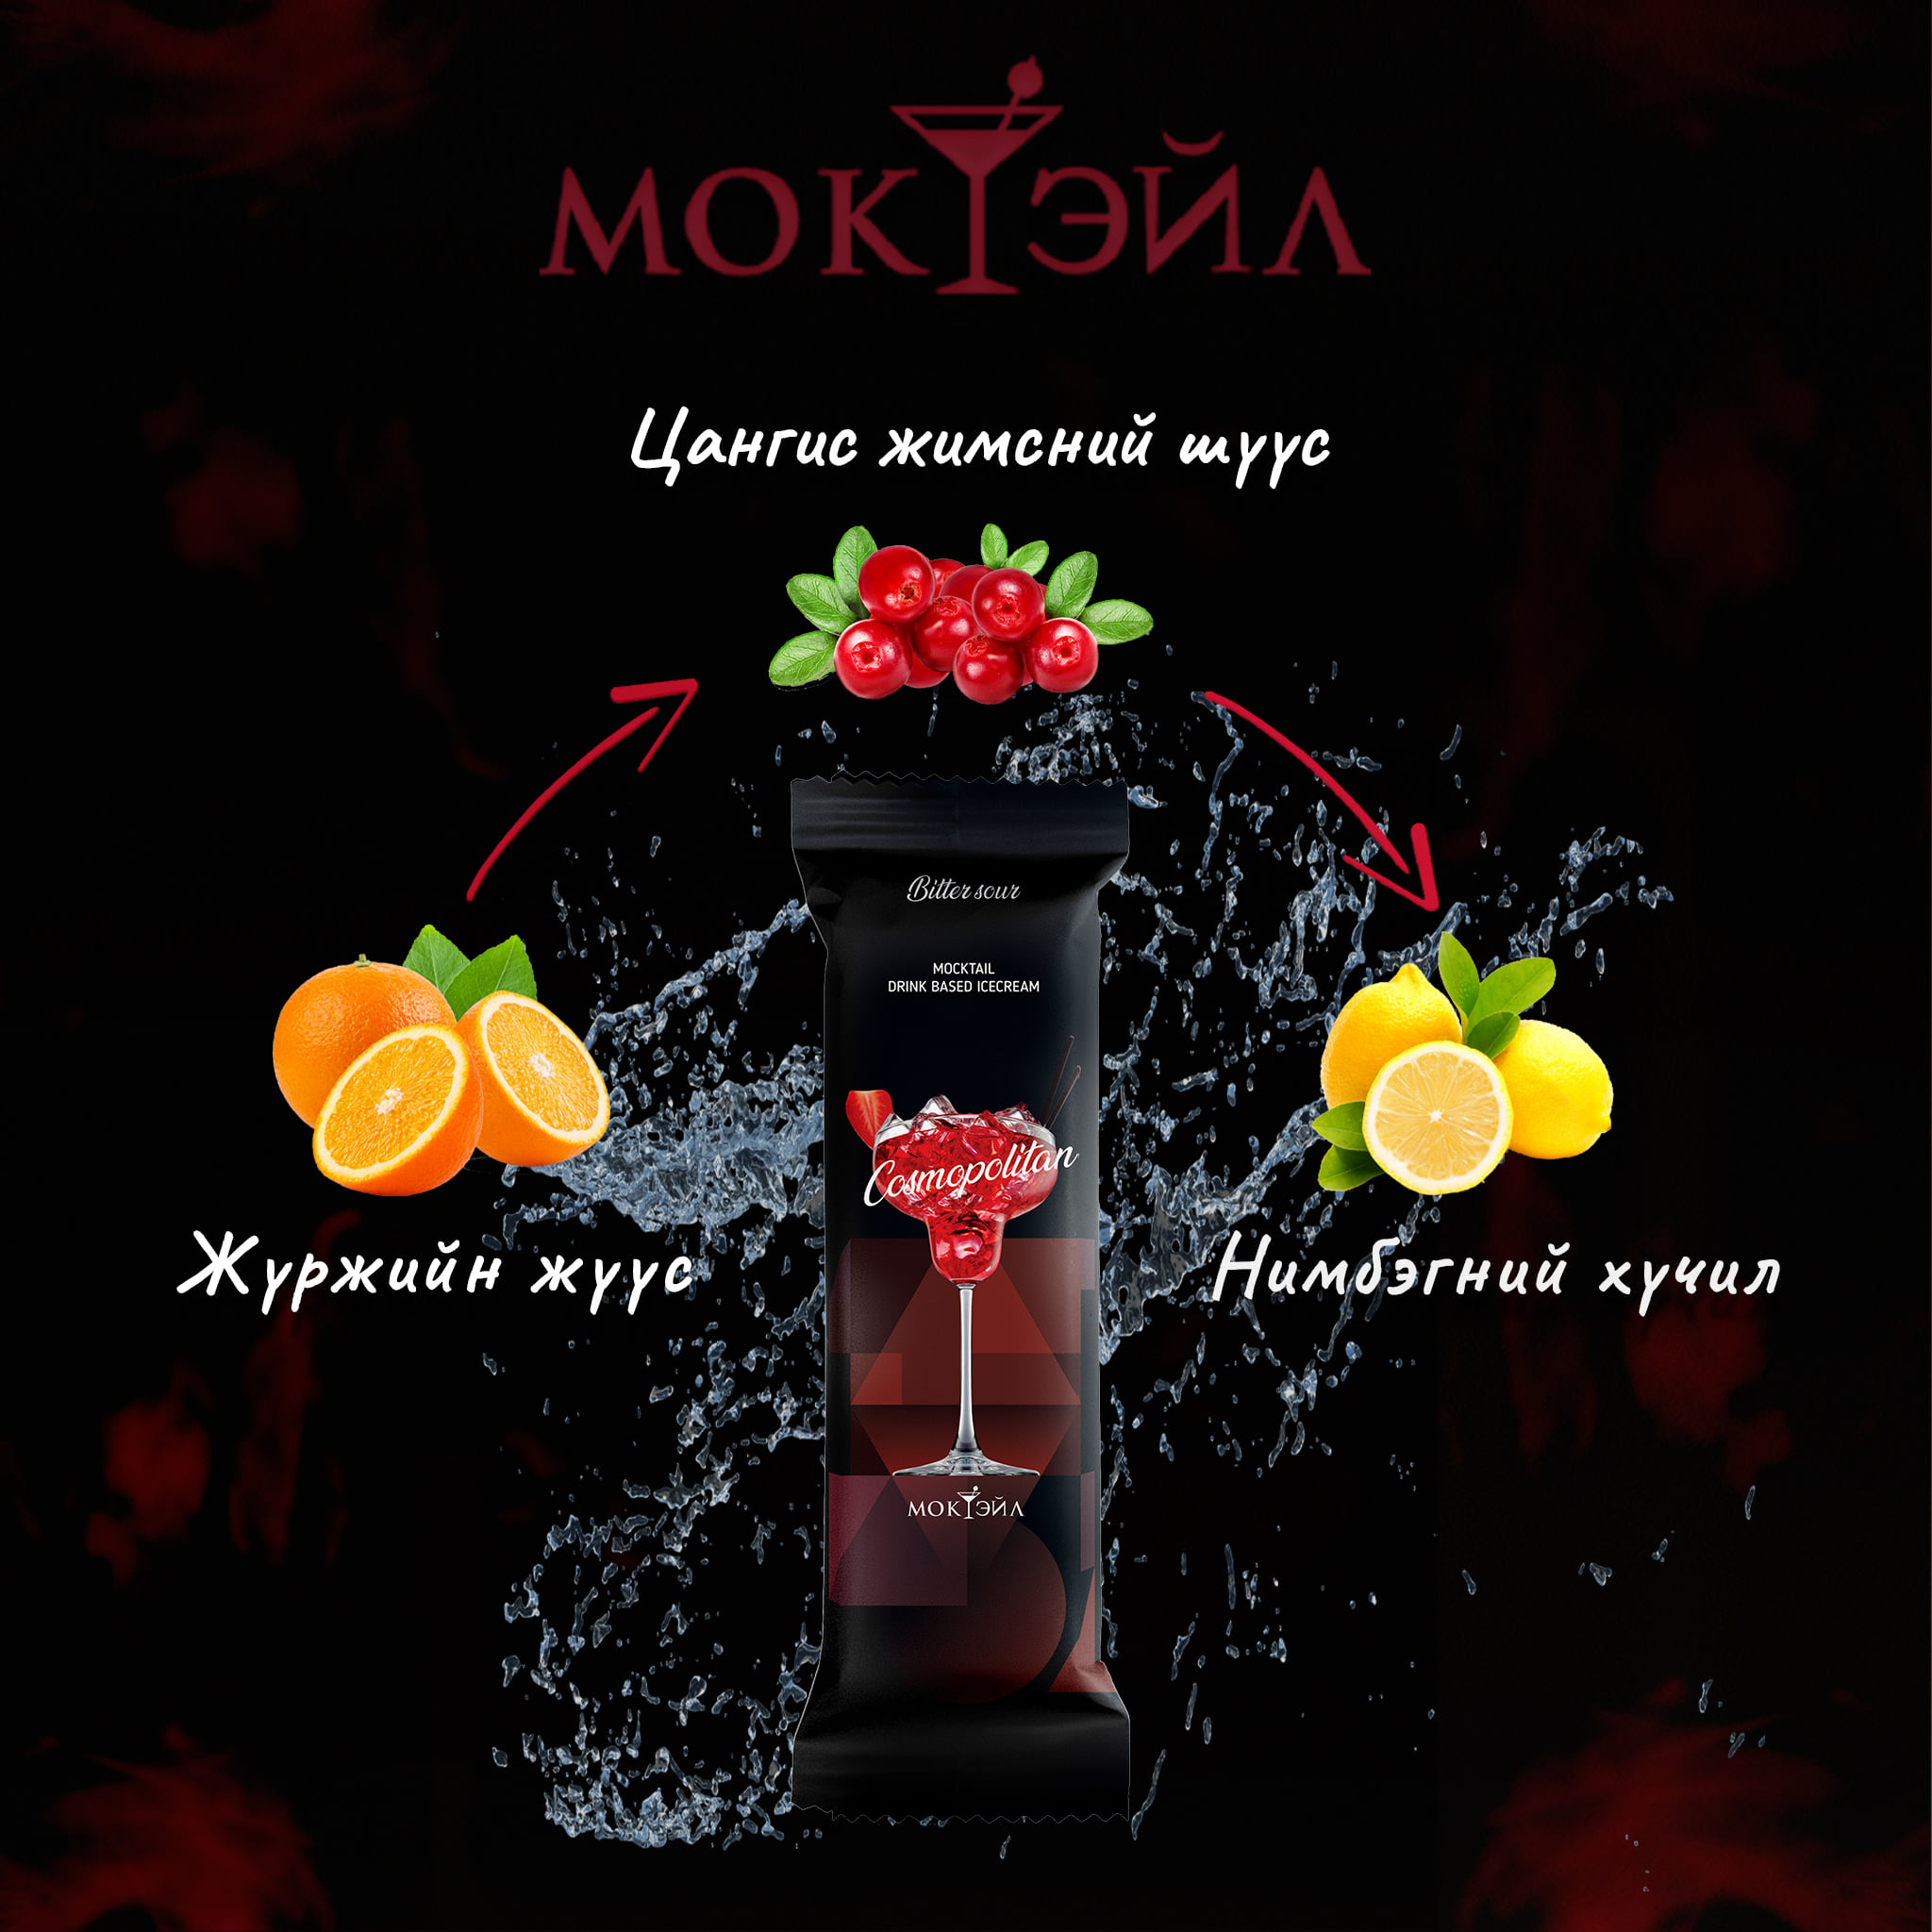 МОКТЭЙЛ
Цангис жимсний шүүс
Bitter sour
MOCKTAIL
DRINK BASED ICECREAM
Cosmopolitan
Жүржийн жүүс
Нимбэгний хүчил
МОКТЭЙЛ